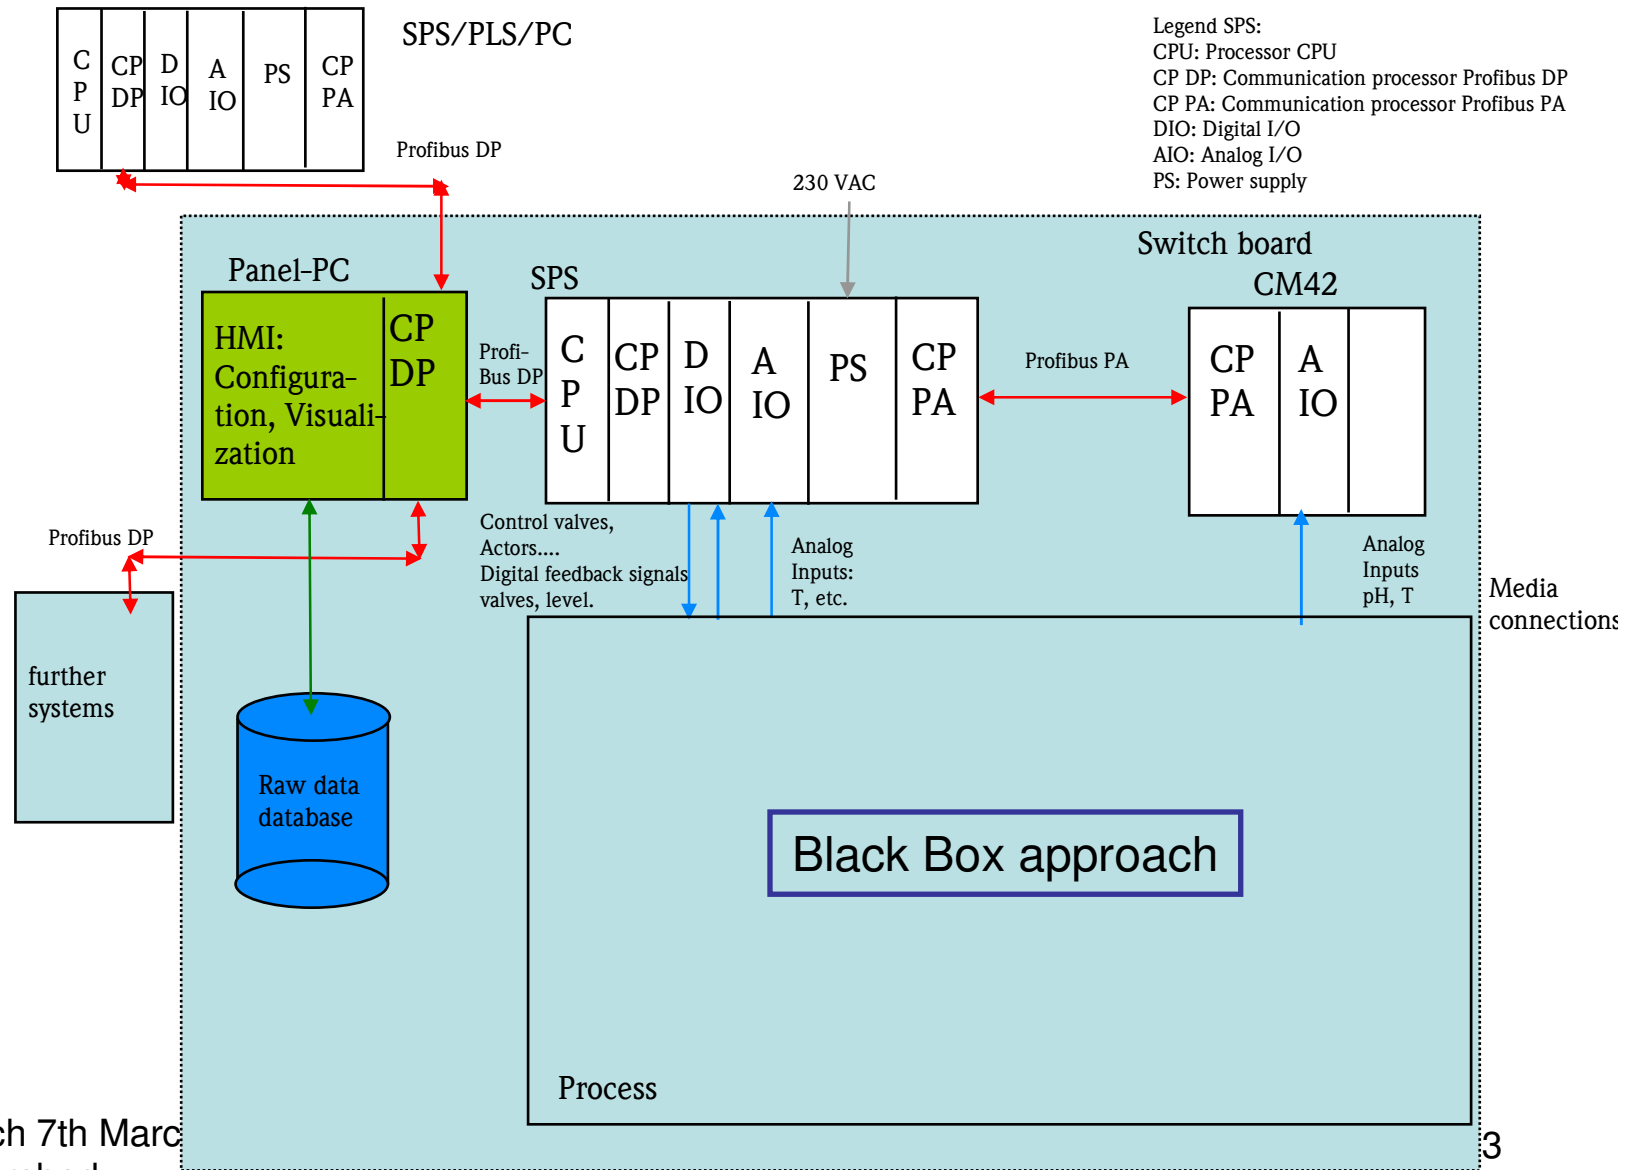 SPS/PLS/PC
C
P
U
CP
DP
D
IO
A
IO
PS
CP
PA
Legend SPS:
CPU: Processor CPU
CP DP: Communication processor Profibus DP
CP PA: Communication processor Profibus PA
DIO: Digital I/O
AIO: Analog I/O
PS: Power supply
Profibus DP
230 VAC
Switch board
Panel-PC
SPS
CM42
HMI:
Configura-
tion, Visuali-
zation
CP
DP
Profi-
Bus DP
C
P
U
CP
DP
D
IO
A
IO
PS
CP
PA
Profibus PA
CP
PA
A
IO
Profibus DP
Control valves,
Actors....
Digital feedback signals
valves, level.
Analog
Inputs:
T, etc.
Analog
Inputs
pH, T
Media
connections
further
systems
Raw data
database
Black Box approach
Process
ch 7th Marc
3